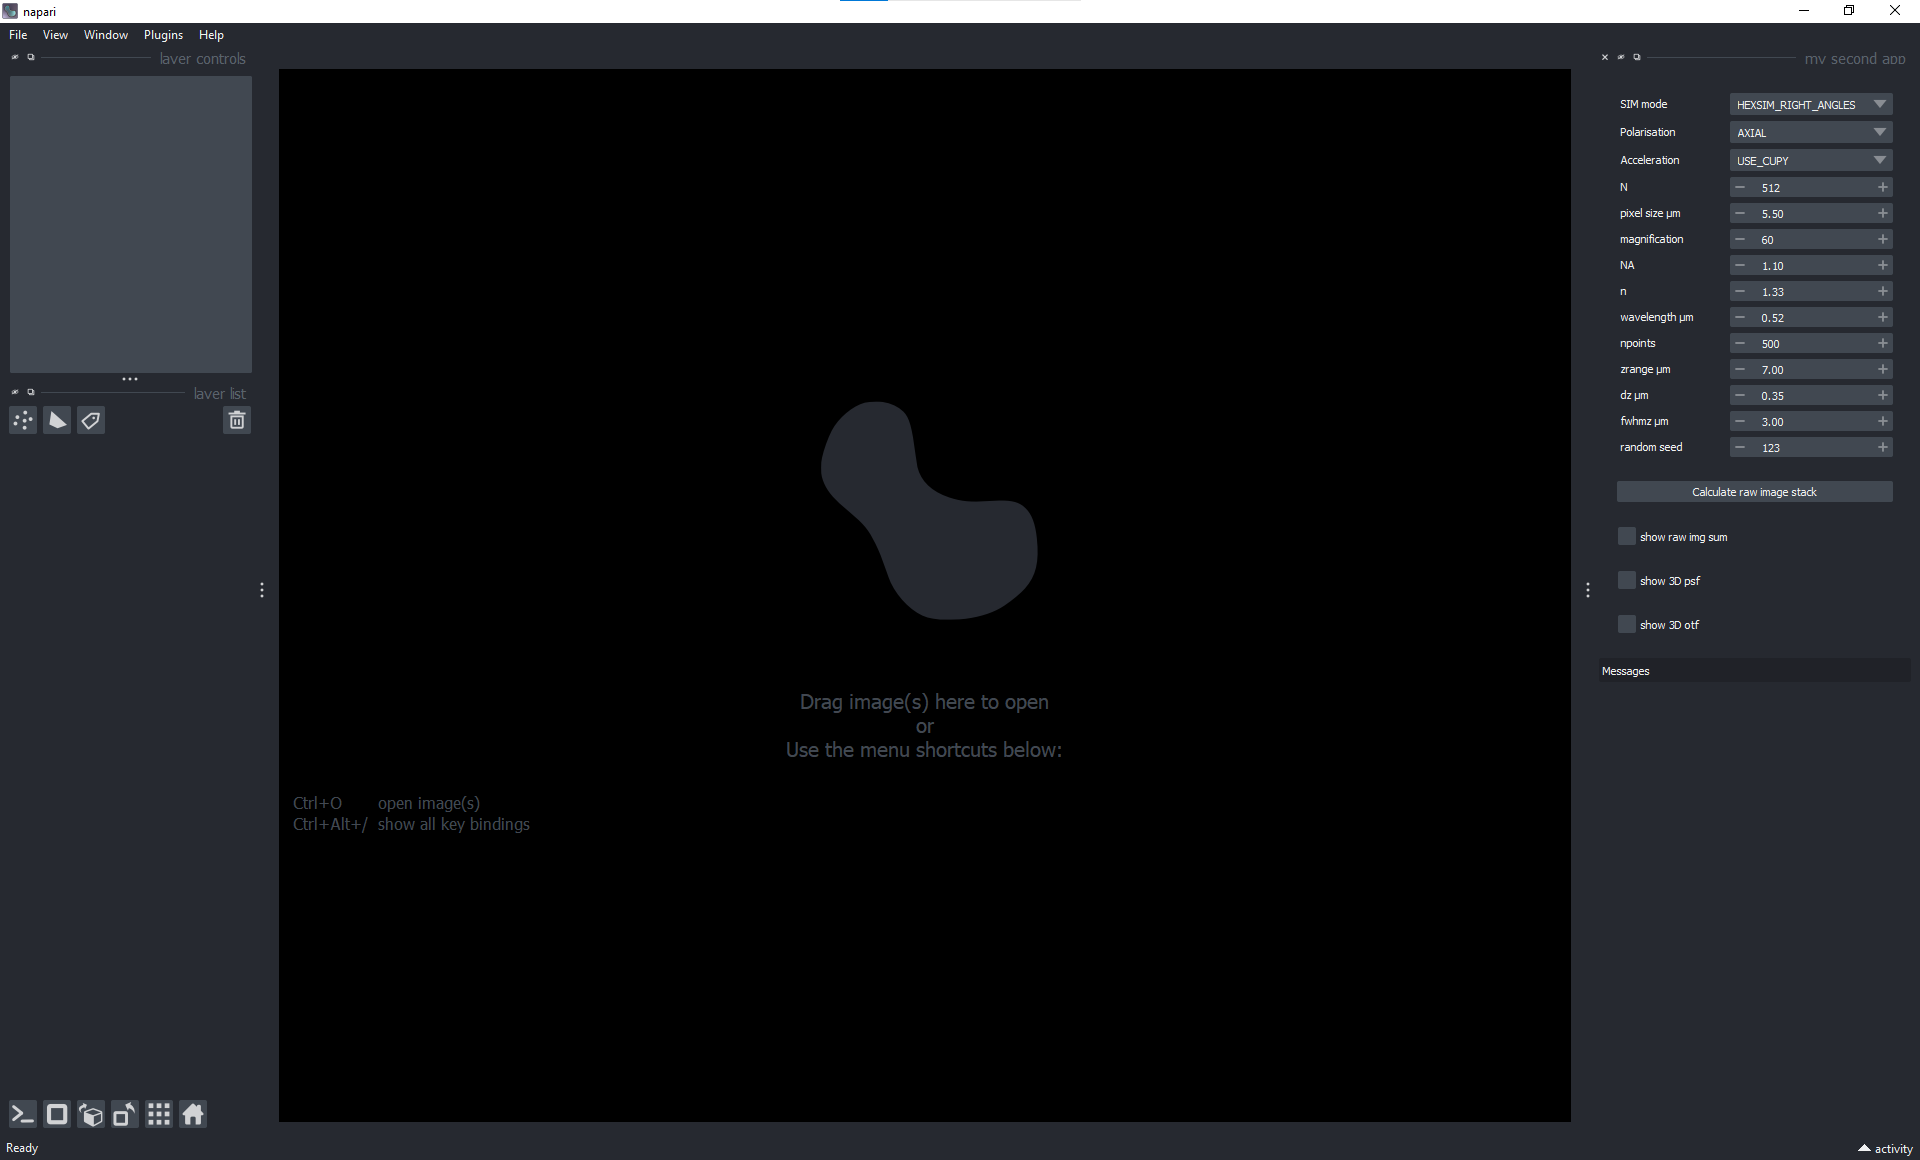 napari
File View Window Plugins Help
layer controls
layer list
Drag image(s) here to open
or
Use the menu shortcuts below:
Ctrl+O open image(s)
Ctrl+Alt+/ show all key bindings
Ready
my second app
SIM mode HEXSIM_RIGHT_ANGLES
Polarisation AXIAL
Acceleration USE_CUPY
N 512
pixel size µm 5.50
magnification 60
NA 1.10
n 1.33
wavelength µm 0.52
npoints 500
zrange µm 7.00
dz µm 0.35
fwhmz µm 3.00
random seed 123
Calculate raw image stack
show raw img sum
show 3D psf
show 3D otf
Messages
activity